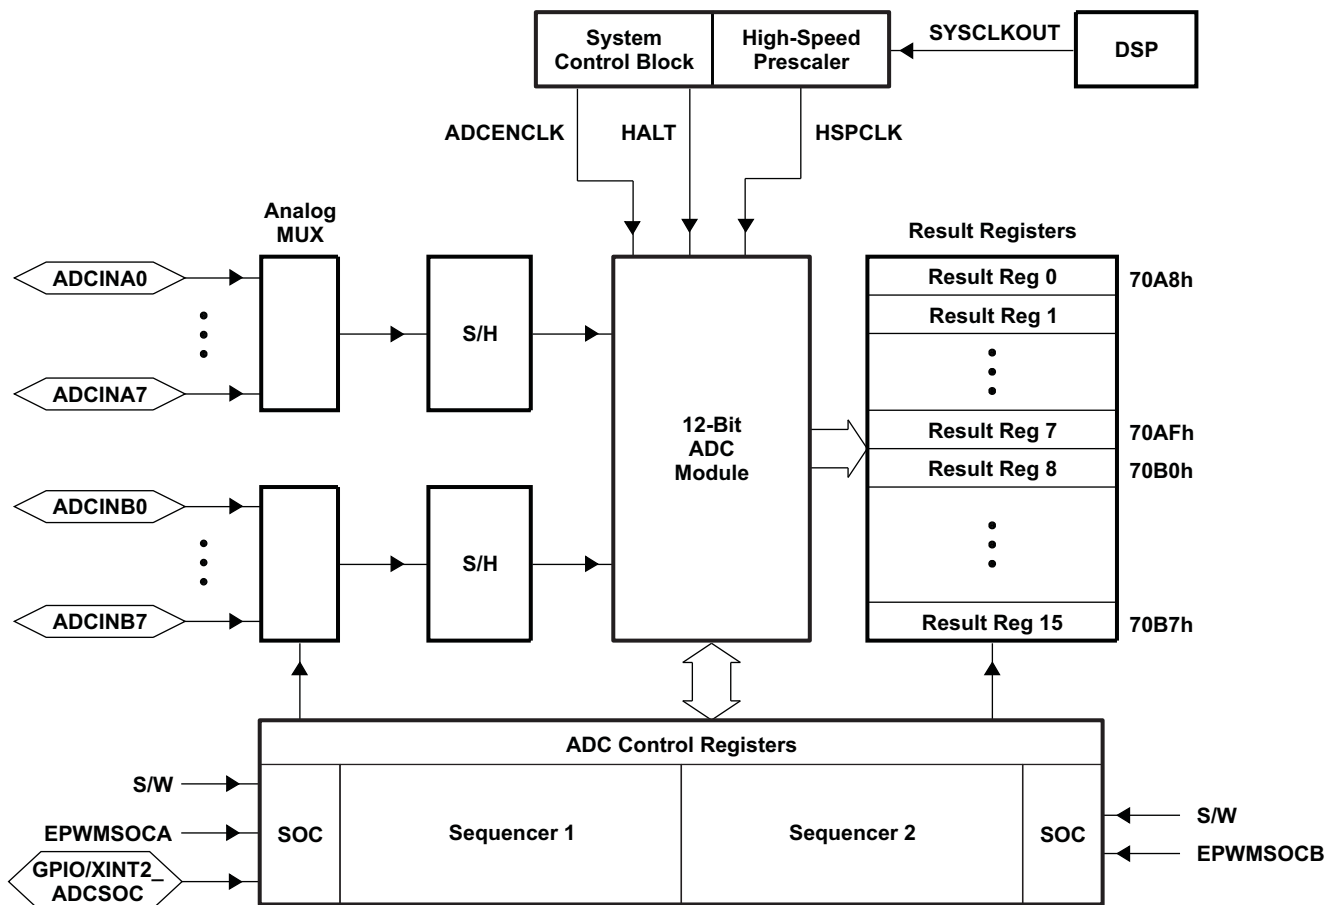 System
Control Block
High-Speed
Prescaler
SYSCLKOUT
DSP
ADCENCLK
HALT
HSPCLK
Analog
MUX
Result Registers
ADCINA0
Result Reg 0
70A8h
Result Reg 1
S/H
ADCINA7
12-Bit
ADC
Module
Result Reg 7
70AFh
Result Reg 8
70B0h
ADCINB0
S/H
ADCINB7
Result Reg 15
70B7h
ADC Control Registers
S/W
EPWMSOCA
GPIO/XINT2_
ADCSOC
SOC
Sequencer 1
Sequencer 2
SOC
S/W
EPWMSOCB